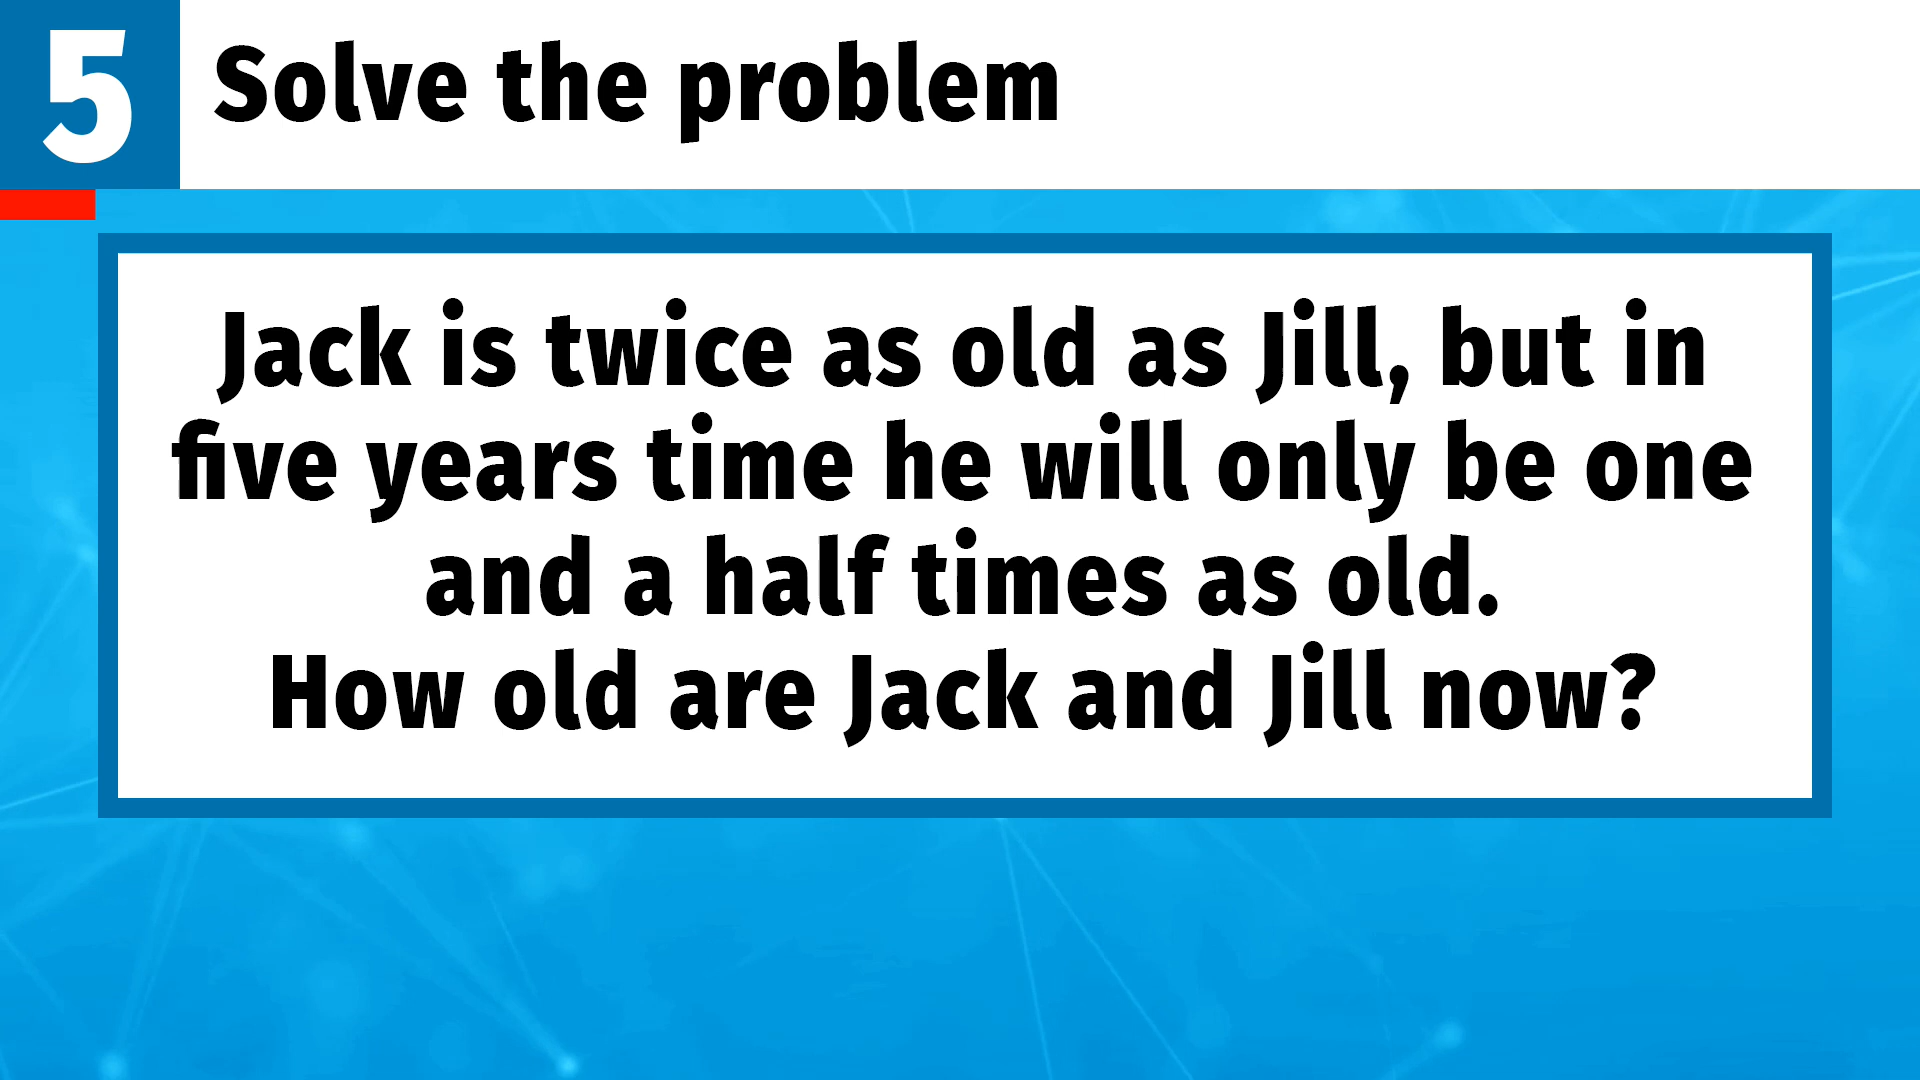 5
Solve the problem
Jack is twice as old as Jill, but in
five years time he will only be one
and a half times as old.
How old are Jack and Jill now?